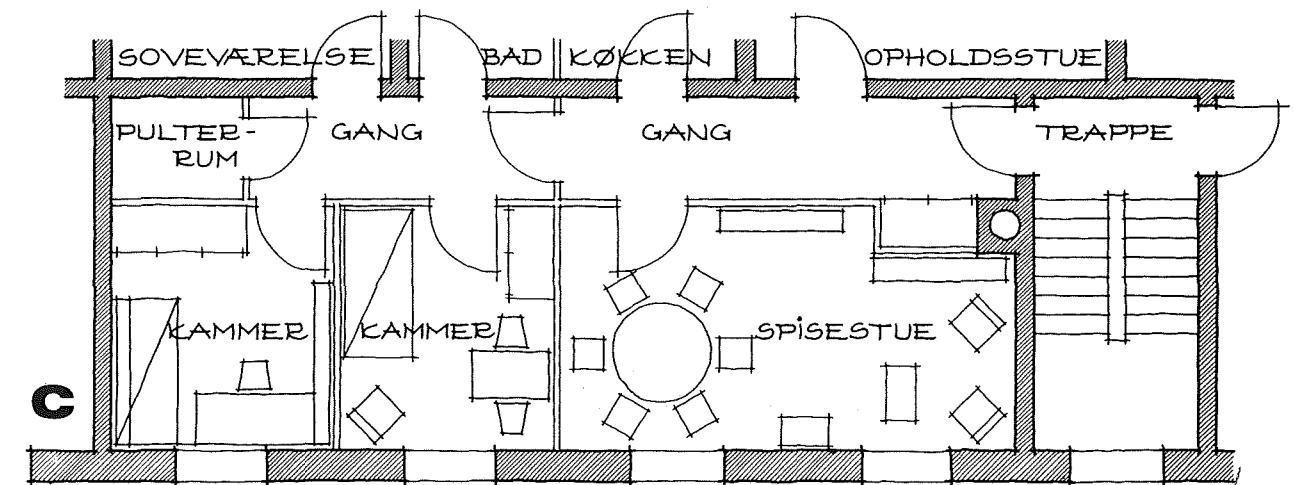 SOVEVÆRELSE BAD KØKKEN OPHOLDSSTUE
PULTER-
RUM
GANG
GANG
TRAPPE
KAMMER
KAMMER
SPiSESTUE
C